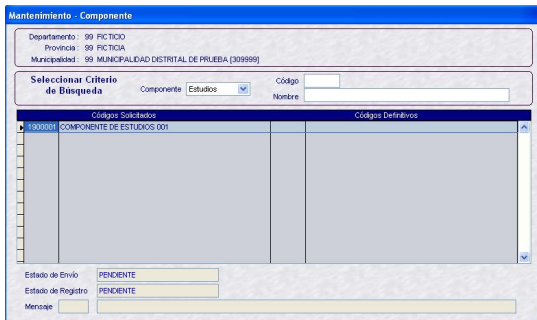 Mantenimiento - Componente
Departamento : 99 FICTICIO
Provincia : 99 FICTICIA
Municipalidad : 99 MUNICIPALIDAD DISTRITAL DE PRUEBA [309999]
Seleccionar Criterio
de Búsqueda
Componente Estudios
Código
Nombre
Códigos Solicitados Códigos Definitivos
1900001 COMPONENTE DE ESTUDIOS 001
Estado de Envío PENDIENTE
Estado de Registro PENDIENTE
Mensaje